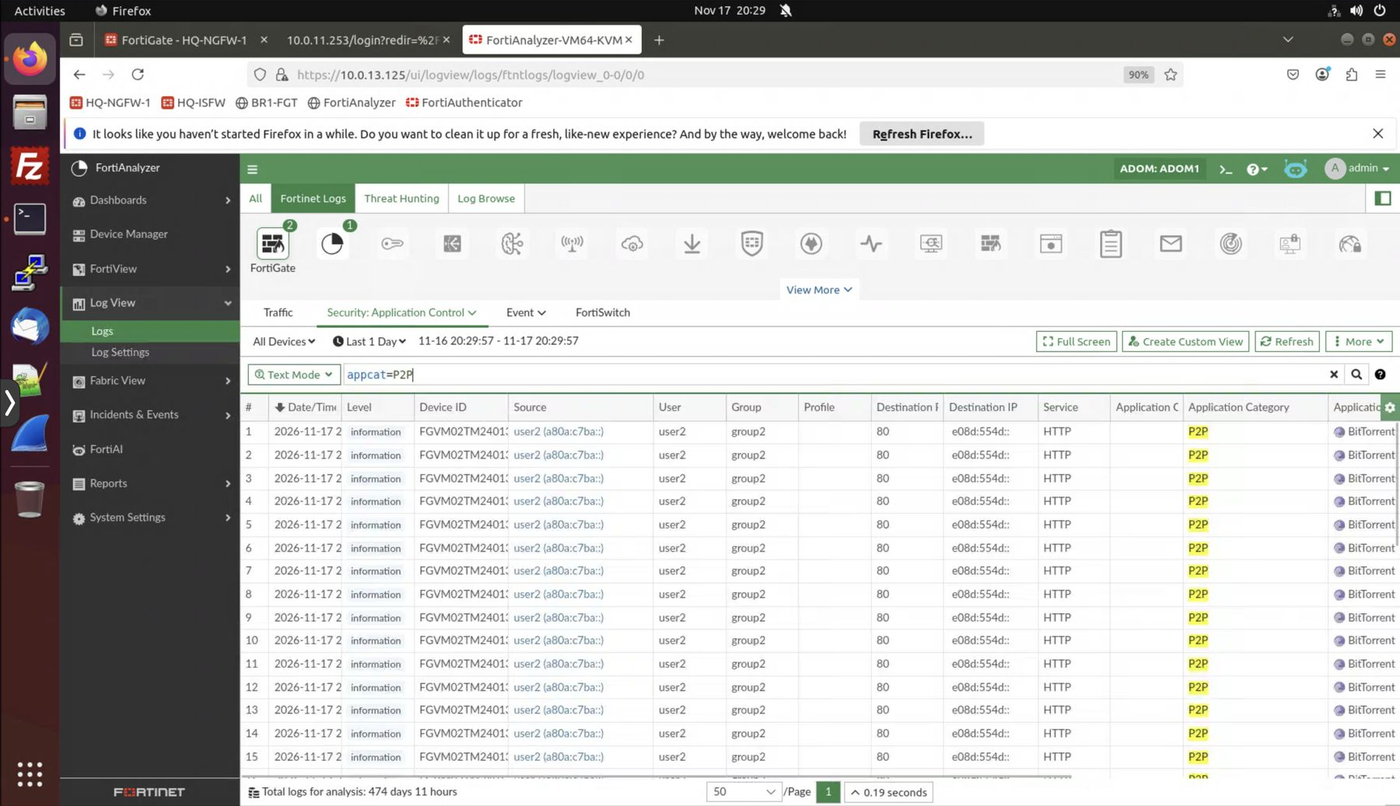 Activities Firefox Nov 17 20:29
FortiGate - HQ-NGFW-1 × 10.0.11.253/login?redir=%2F × FortiAnalyzer-VM64-KVM × +
https://10.0.13.125/ui/logview/logs/ftntlogs/logview_0-0/0/0 90%
HQ-NGFW-1 HQ-ISFW BR1-FGT FortiAnalyzer FortiAuthenticator
It looks like you haven't started Firefox in a while. Do you want to clean it up for a fresh, like-new experience? And by the way, welcome back! Refresh Firefox…
FortiAnalyzer ADOM: ADOM1 >_ A admin
All Fortinet Logs Threat Hunting Log Browse
Dashboards
Device Manager
FortiView
Log View
Logs
Log Settings
Fabric View
Incidents & Events
FortiAI
Reports
System Settings
FORTINET
2 1
FortiGate
View More
Traffic Security: Application Control Event FortiSwitch
All Devices Last 1 Day 11-16 20:29:57 - 11-17 20:29:57 Full Screen Create Custom View Refresh More
Text Mode appcat=P2P
# Date/Time Level Device ID Source User Group Profile Destination Destination IP Service Application C Application Category Applicatio
1 2026-11-17 2 information FGVM02TM24013 user2 (a80a:c7ba::) user2 group2 80 e08d:554d:: HTTP P2P BitTorrent
2 2026-11-17 2 information FGVM02TM24013 user2 (a80a:c7ba::) user2 group2 80 e08d:554d:: HTTP P2P BitTorrent
3 2026-11-17 2 information FGVM02TM24013 user2 (a80a:c7ba::) user2 group2 80 e08d:554d:: HTTP P2P BitTorrent
4 2026-11-17 2 information FGVM02TM24013 user2 (a80a:c7ba::) user2 group2 80 e08d:554d:: HTTP P2P BitTorrent
5 2026-11-17 2 information FGVM02TM24013 user2 (a80a:c7ba::) user2 group2 80 e08d:554d:: HTTP P2P BitTorrent
6 2026-11-17 2 information FGVM02TM24013 user2 (a80a:c7ba::) user2 group2 80 e08d:554d:: HTTP P2P BitTorrent
7 2026-11-17 2 information FGVM02TM24013 user2 (a80a:c7ba::) user2 group2 80 e08d:554d:: HTTP P2P BitTorrent
8 2026-11-17 2 information FGVM02TM24013 user2 (a80a:c7ba::) user2 group2 80 e08d:554d:: HTTP P2P BitTorrent
9 2026-11-17 2 information FGVM02TM24013 user2 (a80a:c7ba::) user2 group2 80 e08d:554d:: HTTP P2P BitTorrent
10 2026-11-17 2 information FGVM02TM24013 user2 (a80a:c7ba::) user2 group2 80 e08d:554d:: HTTP P2P BitTorrent
11 2026-11-17 2 information FGVM02TM24013 user2 (a80a:c7ba::) user2 group2 80 e08d:554d:: HTTP P2P BitTorrent
12 2026-11-17 2 information FGVM02TM24013 user2 (a80a:c7ba::) user2 group2 80 e08d:554d:: HTTP P2P BitTorrent
13 2026-11-17 2 information FGVM02TM24013 user2 (a80a:c7ba::) user2 group2 80 e08d:554d:: HTTP P2P BitTorrent
14 2026-11-17 2 information FGVM02TM24013 user2 (a80a:c7ba::) user2 group2 80 e08d:554d:: HTTP P2P BitTorrent
15 2026-11-17 2 information FGVM02TM24013 user2 (a80a:c7ba::) user2 group2 80 e08d:554d:: HTTP P2P BitTorrent
Total logs for analysis: 474 days 11 hours 50 /Page 1 0.19 seconds